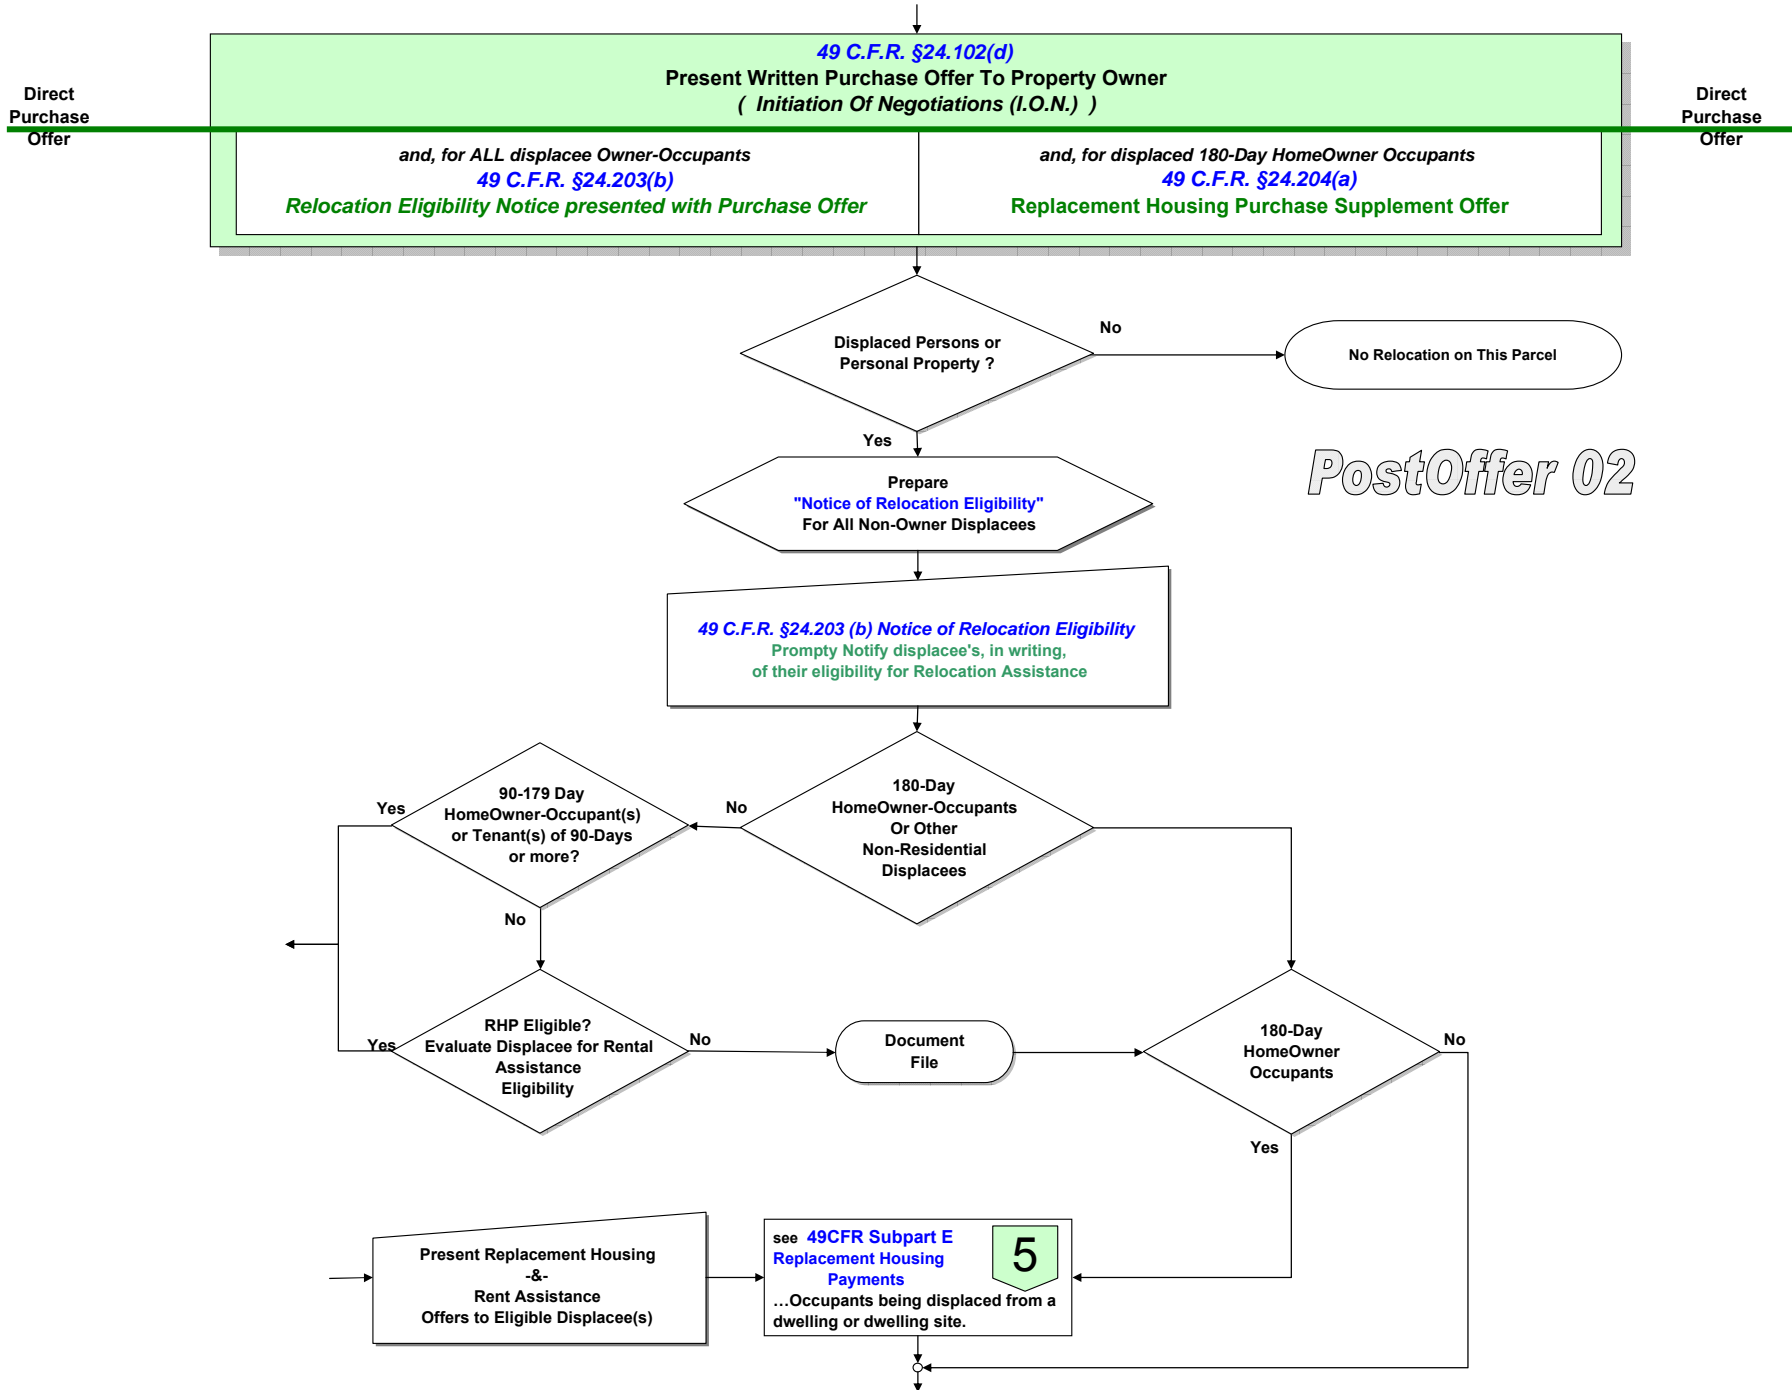 49 C.F.R. §24.102(d)
Present Written Purchase Offer To Property Owner
( Initiation Of Negotiations (I.O.N.) )
Direct
Purchase
Offer
Direct
Purchase
Offer
and, for ALL displacee Owner-Occupants
49 C.F.R. §24.203(b)
Relocation Eligibility Notice presented with Purchase Offer
and, for displaced 180-Day HomeOwner Occupants
49 C.F.R. §24.204(a)
Replacement Housing Purchase Supplement Offer
Displaced Persons or
Personal Property ?
No
No Relocation on This Parcel
Yes
PostOffer 02
Prepare
"Notice of Relocation Eligibility"
For All Non-Owner Displacees
49 C.F.R. §24.203 (b) Notice of Relocation Eligibility
Prompty Notify displacee's, in writing,
of their eligibility for Relocation Assistance
180-Day
HomeOwner-Occupants
Or Other
Non-Residential
Displacees
No
90-179 Day
HomeOwner-Occupant(s)
or Tenant(s) of 90-Days
or more?
Yes
No
RHP Eligible?
Evaluate Displacee for Rental
Assistance
Eligibility
Yes
No
Document
File
180-Day
HomeOwner
Occupants
No
Yes
Present Replacement Housing
-&-
Rent Assistance
Offers to Eligible Displacee(s)
see 49CFR Subpart E
Replacement Housing
Payments
…Occupants being displaced from a
dwelling or dwelling site.
5